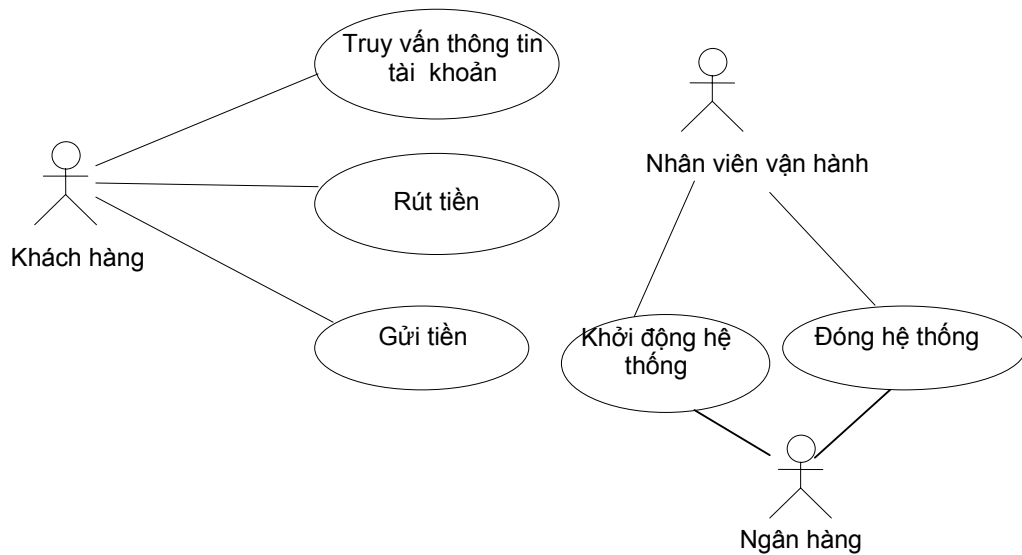 Truy vấn thông tin
tài khoản
Nhân viên vận hành
Rút tiền
Khách hàng
Gửi tiền
Khởi động hệ
thống
Đóng hệ thống
Ngân hàng